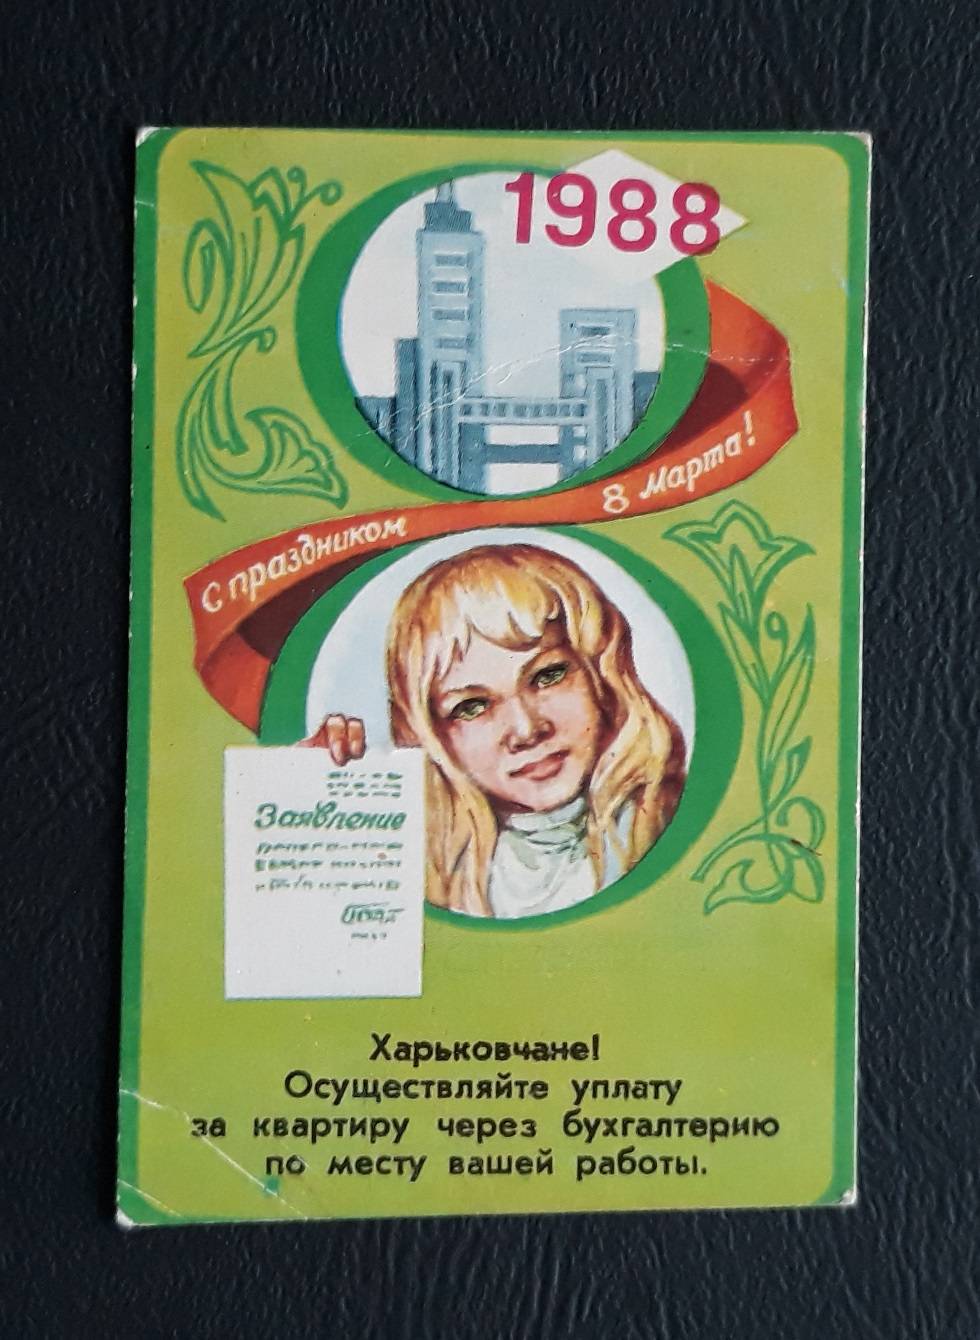 1988
С праздником 8 Марта!
Заявление
Харьковчане!
Осуществляйте уплату
за квартиру через бухгалтерию
по месту вашей работы.